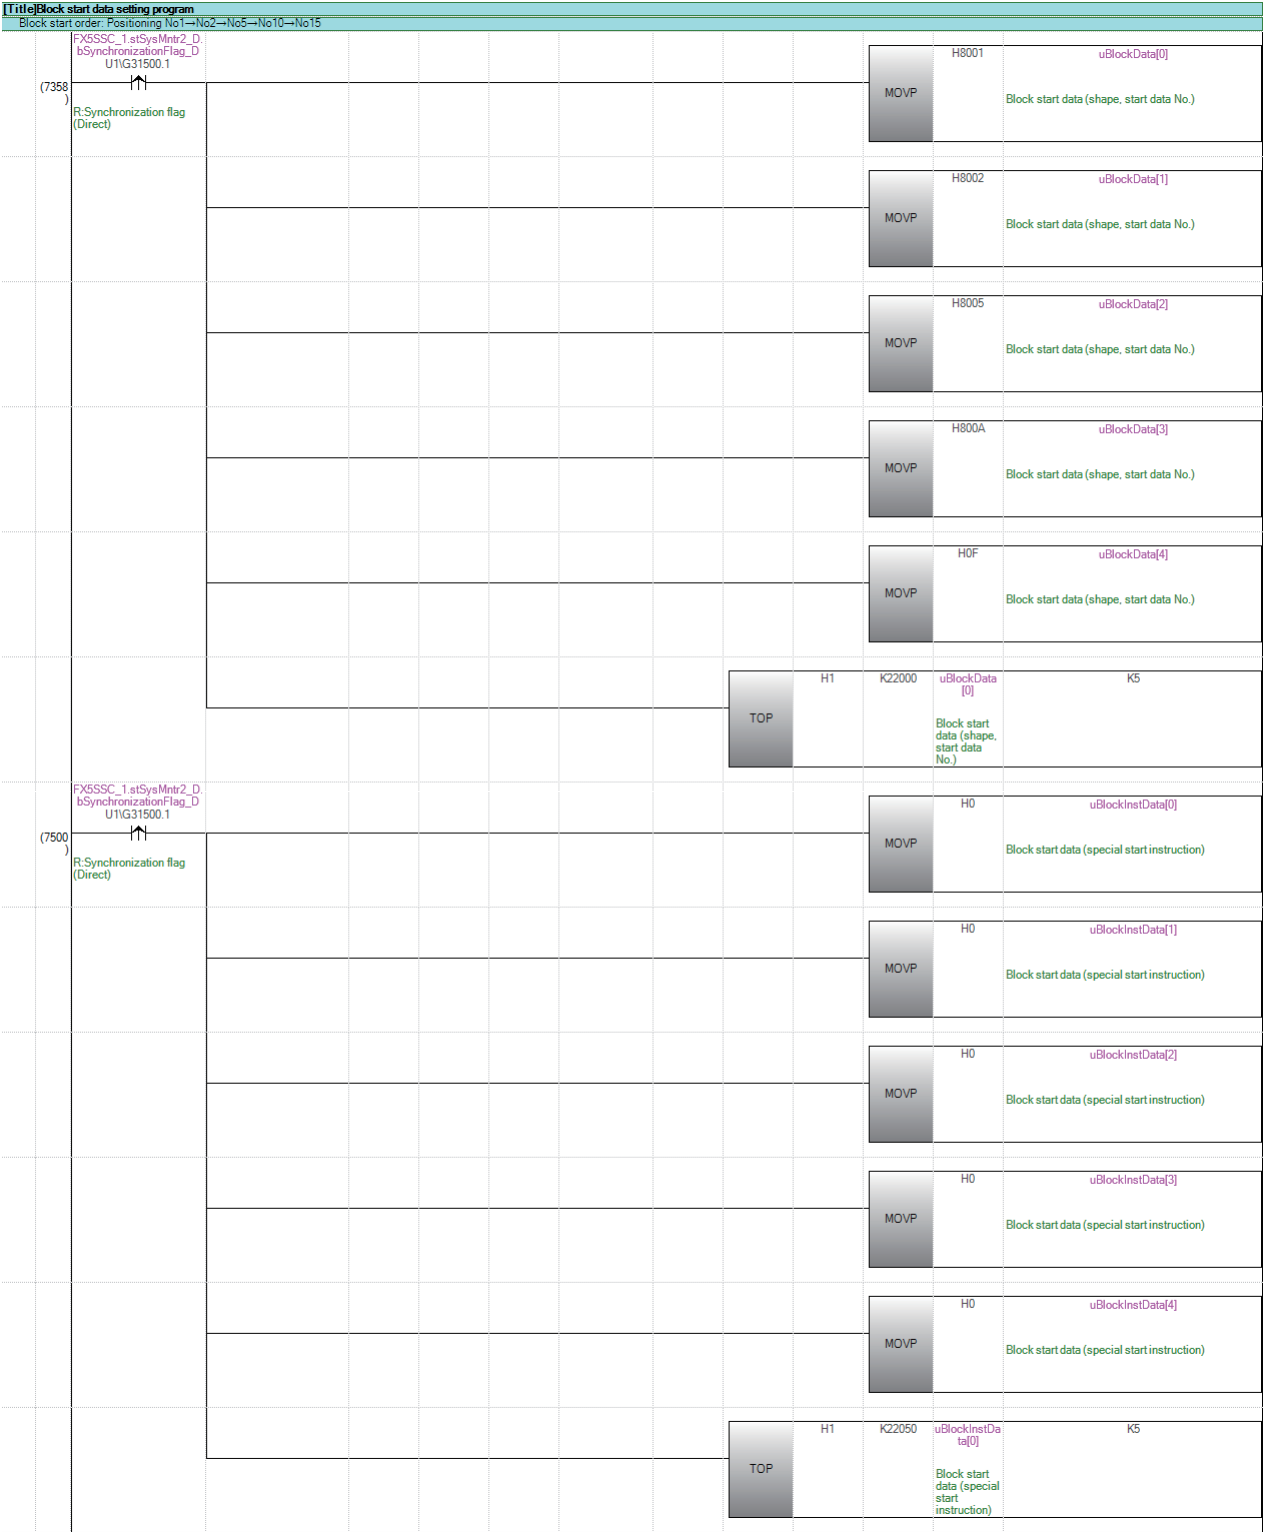 [Title]Block start data setting program
Block start order: Positioning No1→No2→No5→No10→No15
FX5SSC_1.stSysMntr2_D.
bSynchronizationFlag_D
U1\G31500.1
(7358
)
R:Synchronization flag
(Direct)
MOVP
H8001
uBlockData[0]
Block start data (shape, start data No.)
MOVP
H8002
uBlockData[1]
Block start data (shape, start data No.)
MOVP
H8005
uBlockData[2]
Block start data (shape, start data No.)
MOVP
H800A
uBlockData[3]
Block start data (shape, start data No.)
MOVP
H0F
uBlockData[4]
Block start data (shape, start data No.)
TOP
H1
K22000
uBlockData
[0]
K5
Block start
data (shape,
start data
No.)
FX5SSC_1.stSysMntr2_D.
bSynchronizationFlag_D
U1\G31500.1
(7500
)
R:Synchronization flag
(Direct)
MOVP
H0
uBlockInstData[0]
Block start data (special start instruction)
MOVP
H0
uBlockInstData[1]
Block start data (special start instruction)
MOVP
H0
uBlockInstData[2]
Block start data (special start instruction)
MOVP
H0
uBlockInstData[3]
Block start data (special start instruction)
MOVP
H0
uBlockInstData[4]
Block start data (special start instruction)
TOP
H1
K22050
uBlockInstDa
ta[0]
K5
Block start
data (special
start
instruction)